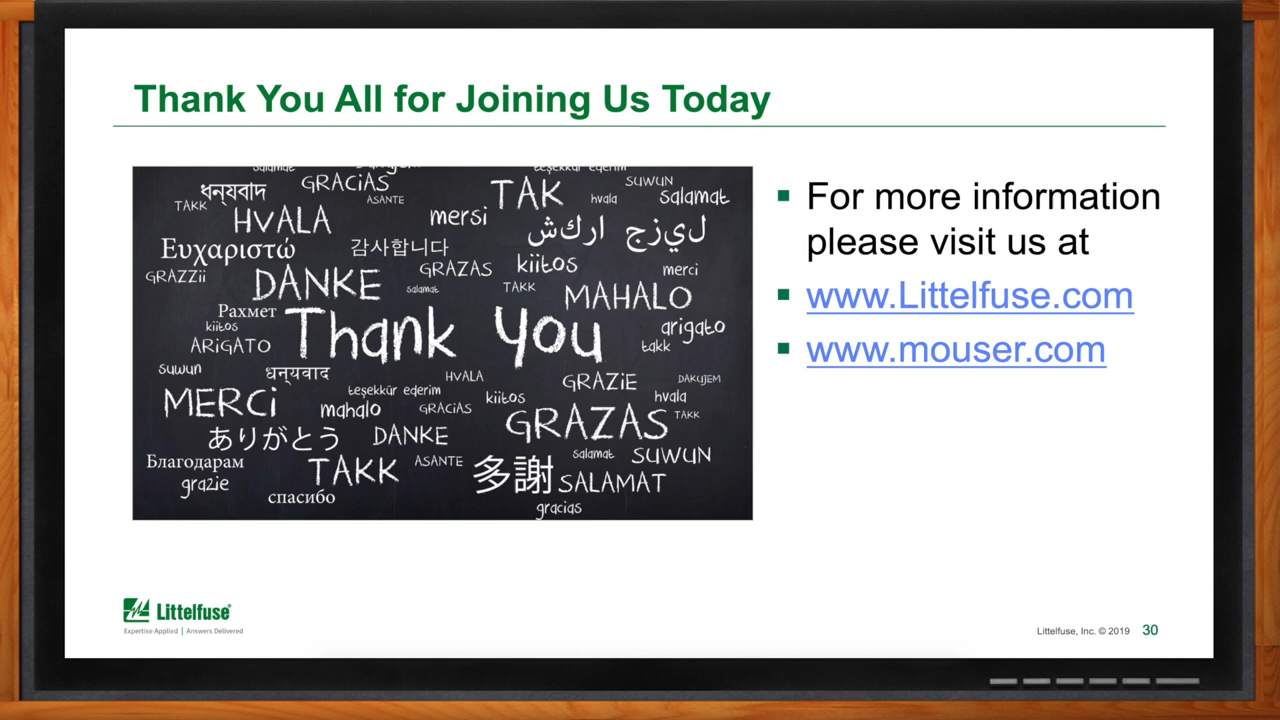 Thank You All for Joining Us Today
salamat
teşekkür ederim
ধন্যবাদ
GRACiAS
TAK
suwun
TAKK
ASANTE
hvala
salamat
HVALA
mersi
ل ي ز ج ا ر ك ش
Ευχαριστώ
감사합니다
GRAZZii
DANKE
GRAZAS
kiitos
merci
salamat
TAKK
MAHALO
Рахмет
kiitos
Thank you
arigato
ARiGATO
takk
suwun
धन्यवाद
HVALA
GRAZiE
DAKUJEM
MERCi
teşekkür ederim
kiitos
hvala
mahalo
GRACiAS
GRAZAS
TAKK
ありがとう
DANKE
Благодарам
TAKK
ASANTE
多謝
salamat
SUWUN
grazie
спасибо
SALAMAT
gracias
For more information
please visit us at
www.Littelfuse.com
www.mouser.com
Littelfuse®
Expertise Applied | Answers Delivered
Littelfuse, Inc. © 2019 30